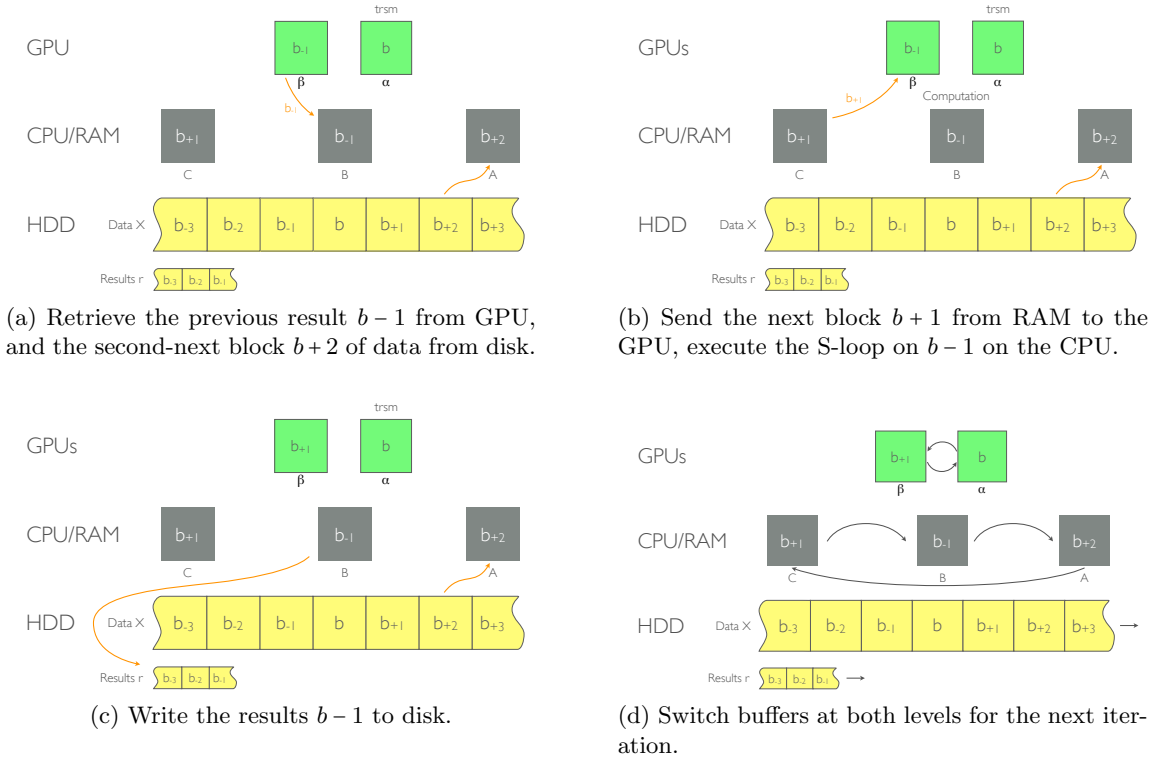 trsm
GPU
b-1
b
β
α
b-1
CPU/RAM
b+1
b-1
b+2
C
B
A
HDD
Data X
b-3
b-2
b-1
b
b+1
b+2
b+3
Results r
b-3
b-2
b-1
(a) Retrieve the previous result b − 1 from GPU,
and the second-next block b + 2 of data from disk.
trsm
GPUs
b-1
b
β
α
b+1
Computation
CPU/RAM
b+1
b-1
b+2
C
B
A
HDD
Data X
b-3
b-2
b-1
b
b+1
b+2
b+3
Results r
b-3
b-2
b-1
(b) Send the next block b + 1 from RAM to the
GPU, execute the S-loop on b − 1 on the CPU.
trsm
GPUs
b+1
b
β
α
CPU/RAM
b+1
b-1
b+2
C
B
A
HDD
Data X
b-3
b-2
b-1
b
b+1
b+2
b+3
Results r
b-3
b-2
b-1
(c) Write the results b − 1 to disk.
GPUs
b+1
b
β
α
CPU/RAM
b+1
b-1
b+2
C
B
A
HDD
Data X
b-3
b-2
b-1
b
b+1
b+2
b+3
Results r
b-3
b-2
b-1
(d) Switch buffers at both levels for the next iter-
ation.